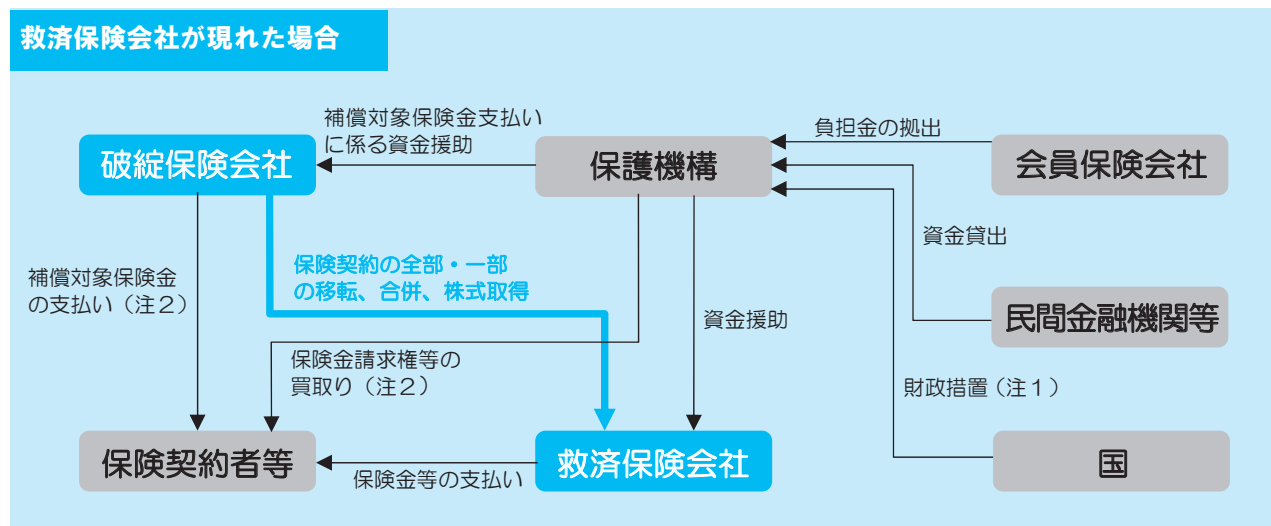 救済保険会社が現れた場合
補償対象保険金支払い
に係る資金援助
負担金の拠出
破綻保険会社
保護機構
会員保険会社
資金貸出
保険契約の全部・一部
の移転、合併、株式取得
補償対象保険金
の支払い（注２）
資金援助
民間金融機関等
保険金請求権等の
買取り（注２）
財政措置（注１）
保険契約者等
保険金等の支払い
救済保険会社
国